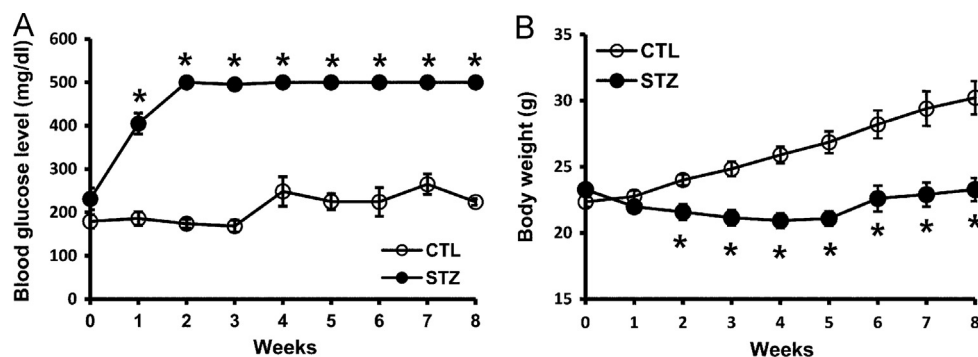 A
Blood glucose level (mg/dl)
600
500
400
300
200
100
0
* * * * * * * *
CTL
STZ
0 1 2 3 4 5 6 7 8
Weeks
B
Body weight (g)
35
30
25
20
15
CTL
STZ
* * * * * * *
0 1 2 3 4 5 6 7 8
Weeks